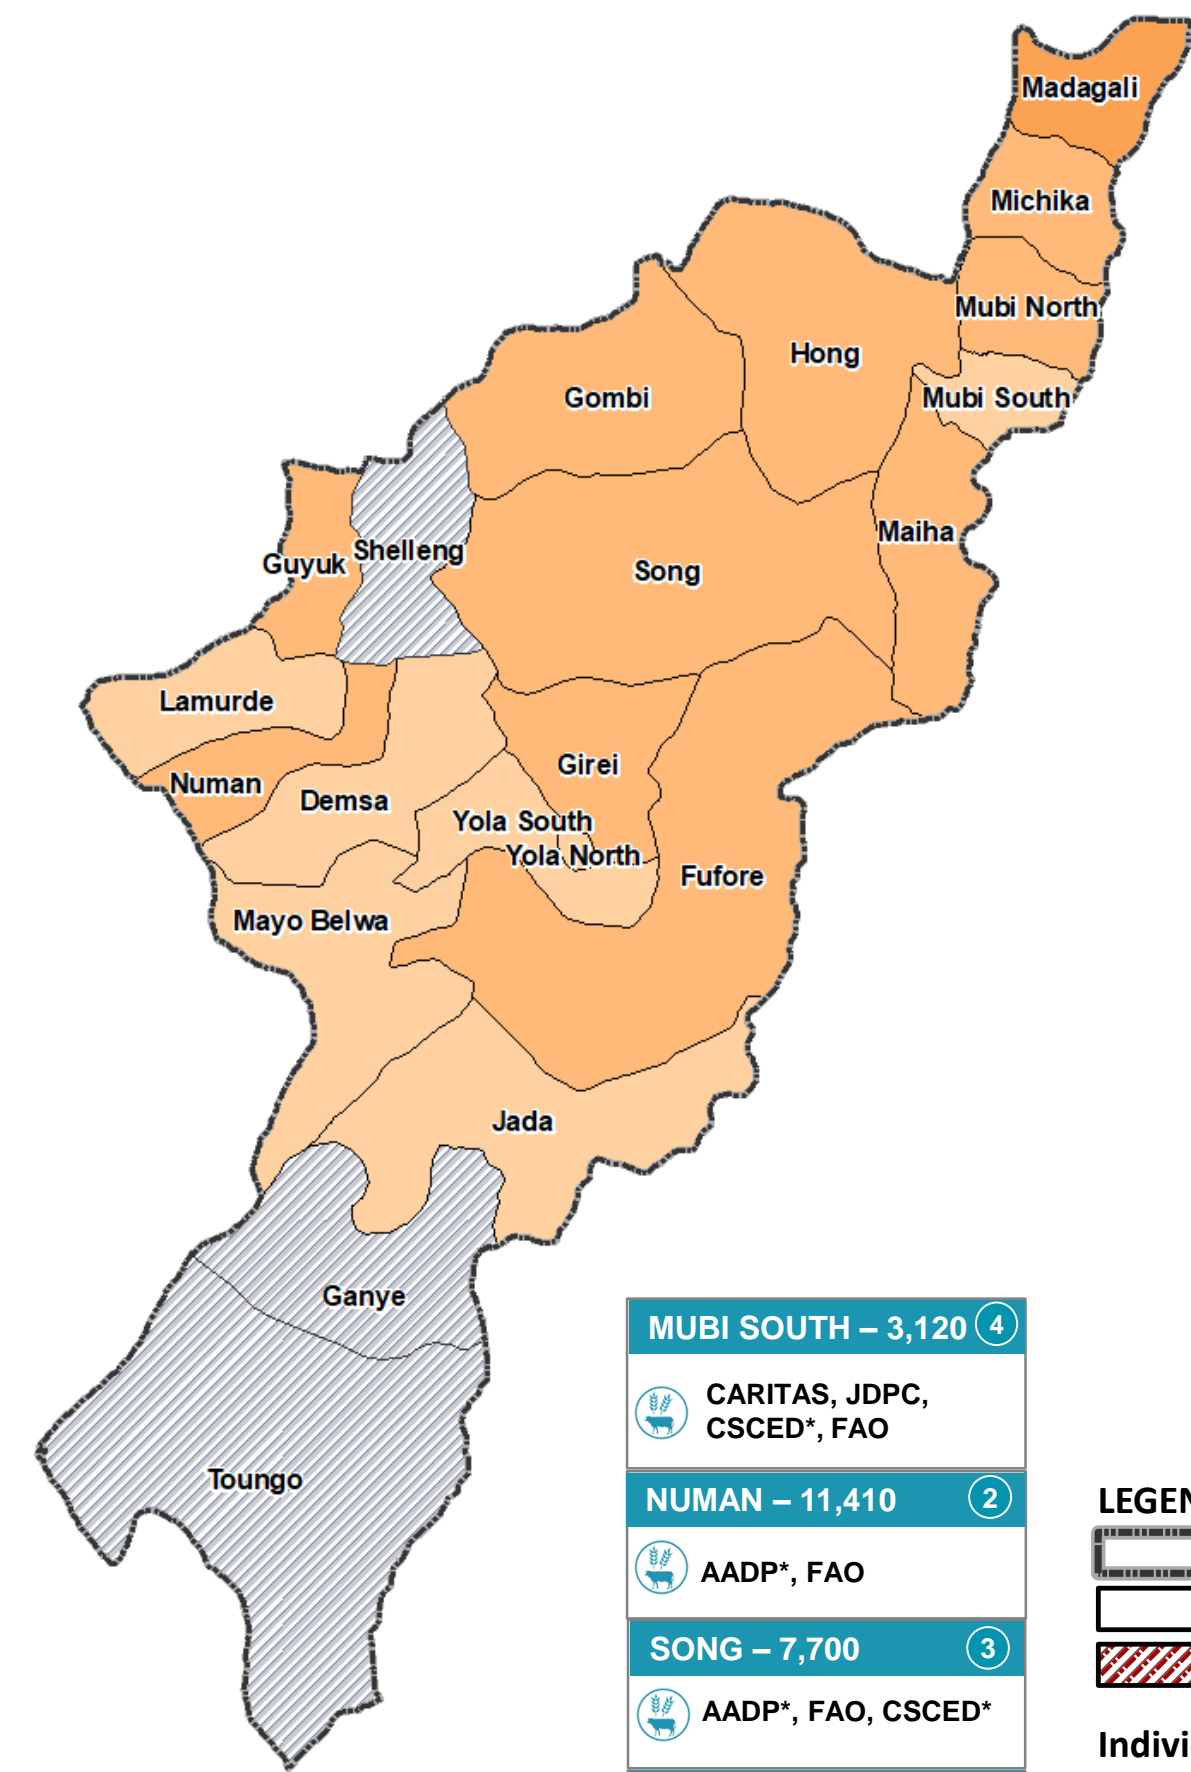 Madagali
Michika
Mubi North
Hong
Gombi
Mubi South
Maiha
Shelleng
Guyuk
Song
Lamurde
Girei
Numan
Demsa
Yola South
Yola North
Fufore
Mayo Belwa
Jada
Ganye
Toungo
MUBI SOUTH – 3,120 4
CARITAS, JDPC,
CSCED*, FAO
NUMAN – 11,410 2
AADP*, FAO
SONG – 7,700 3
AADP*, FAO, CSCED*
LEGEN
Indivi